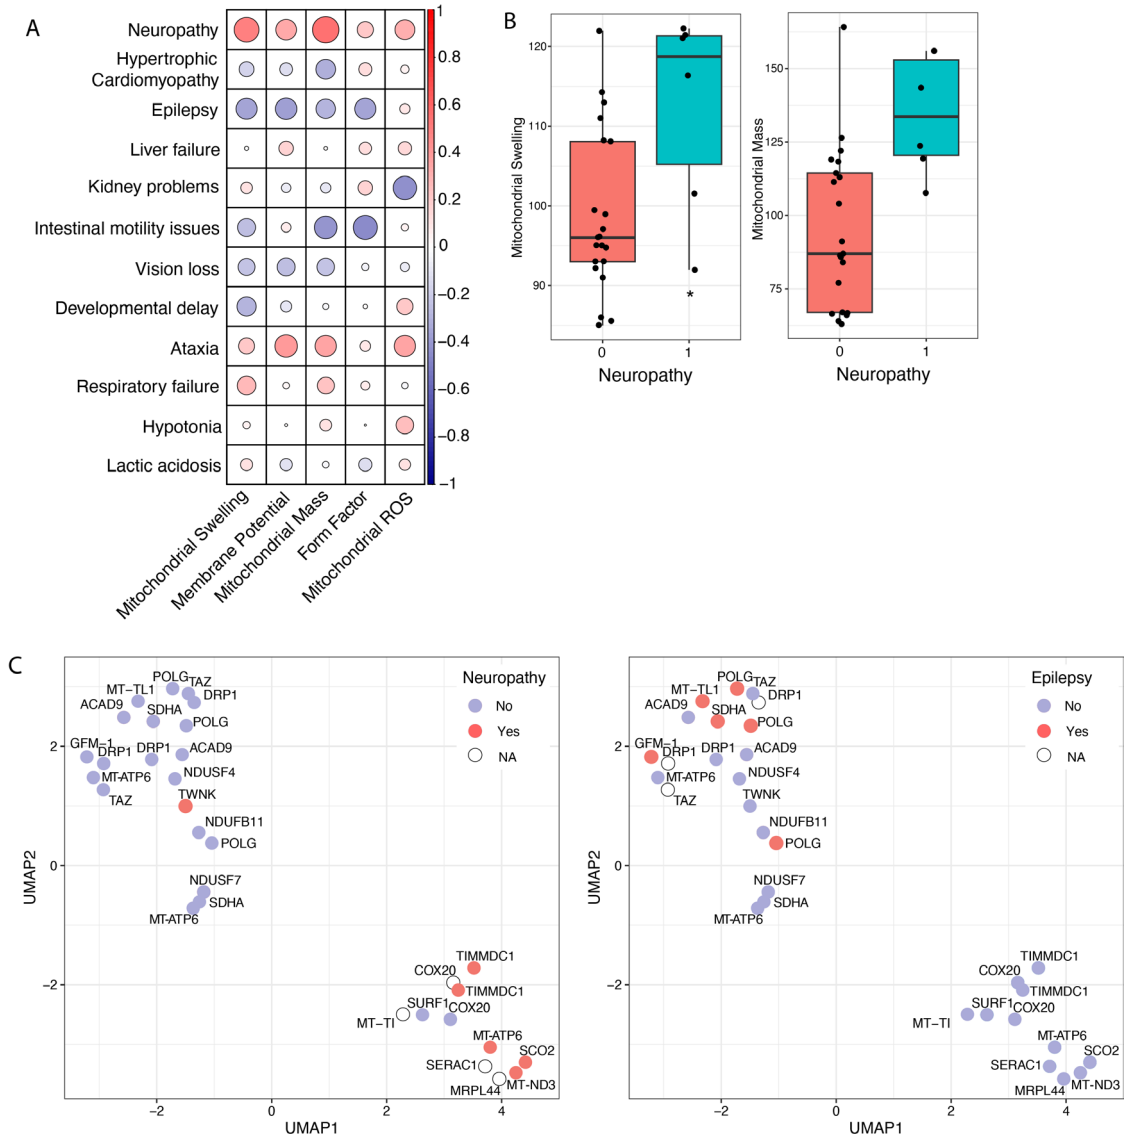 A
Neuropathy
Hypertrophic
Cardiomyopathy
Epilepsy
Liver failure
Kidney problems
Intestinal motility issues
Vision loss
Developmental delay
Ataxia
Respiratory failure
Hypotonia
Lactic acidosis
1
0.8
0.6
0.4
0.2
0
−0.2
−0.4
−0.6
−0.8
−1
Mitochondrial Swelling
Membrane Potential
Mitochondrial Mass
Form Factor
Mitochondrial ROS
B
Mitochondrial Swelling
120
110
100
90
*
0 1
Neuropathy
Mitochondrial Mass
150
125
100
75
0 1
Neuropathy
C
UMAP2
2
0
−2
−2 0 2 4
UMAP1
Neuropathy
No
Yes
NA
POLG
TAZ
MT−TL1
DRP1
ACAD9
SDHA
POLG
GFM−1
DRP1
DRP1
ACAD9
MT-ATP6
NDUSF4
TAZ
TWNK
NDUFB11
POLG
NDUSF7
SDHA
MT-ATP6
TIMMDC1
COX20
TIMMDC1
SURF1
COX20
MT−TI
MT-ATP6
SCO2
SERAC1
MRPL44
MT-ND3
UMAP2
2
0
−2
−2 0 2 4
UMAP1
Epilepsy
No
Yes
NA
POLG
TAZ
MT−TL1
DRP1
ACAD9
SDHA
POLG
GFM−1
DRP1
DRP1
ACAD9
MT-ATP6
NDUSF4
TAZ
TWNK
NDUFB11
POLG
NDUSF7
SDHA
MT-ATP6
TIMMDC1
COX20
TIMMDC1
SURF1
COX20
MT−TI
MT-ATP6
SCO2
SERAC1
MRPL44
MT-ND3